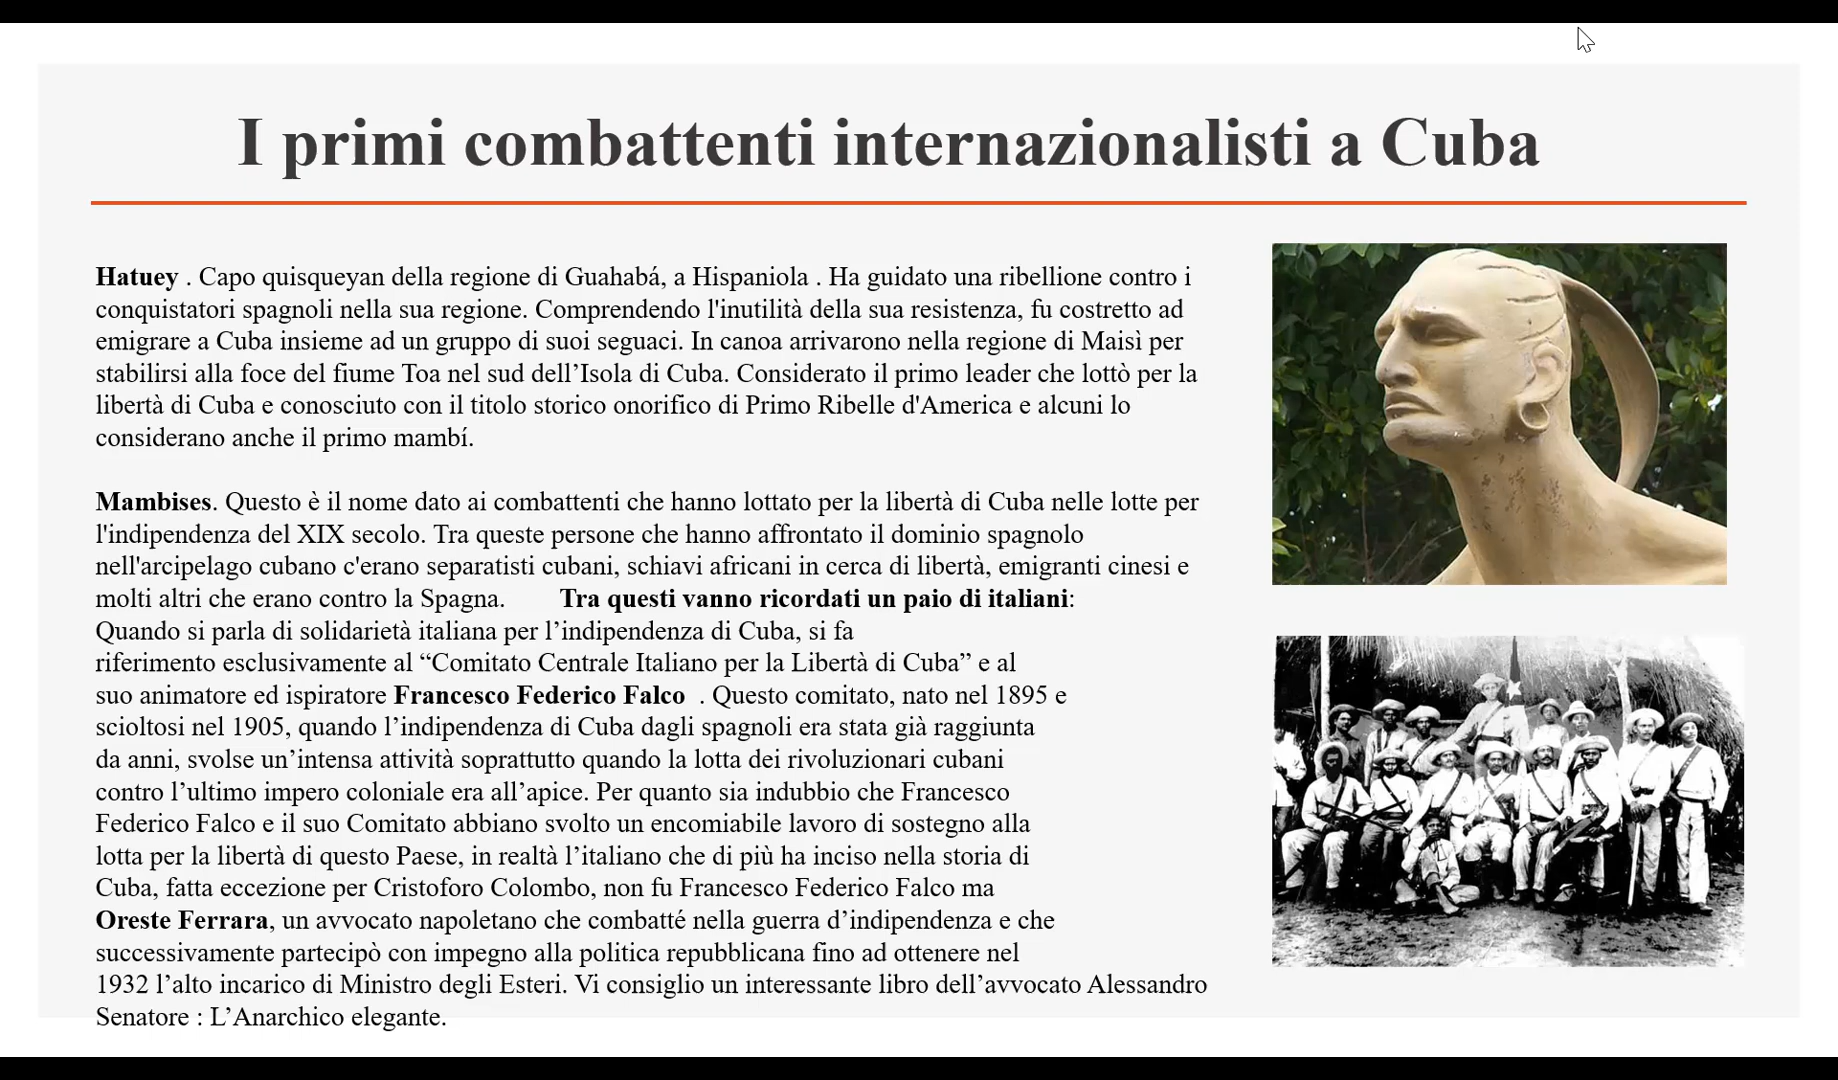 I primi combattenti internazionalisti a Cuba
Hatuey . Capo quisqueyan della regione di Guahabá, a Hispaniola . Ha guidato una ribellione contro i
conquistatori spagnoli nella sua regione. Comprendendo l'inutilità della sua resistenza, fu costretto ad
emigrare a Cuba insieme ad un gruppo di suoi seguaci. In canoa arrivarono nella regione di Maisì per
stabilirsi alla foce del fiume Toa nel sud dell’Isola di Cuba. Considerato il primo leader che lottò per la
libertà di Cuba e conosciuto con il titolo storico onorifico di Primo Ribelle d'America e alcuni lo
considerano anche il primo mambí.
Mambises. Questo è il nome dato ai combattenti che hanno lottato per la libertà di Cuba nelle lotte per
l'indipendenza del XIX secolo. Tra queste persone che hanno affrontato il dominio spagnolo
nell'arcipelago cubano c'erano separatisti cubani, schiavi africani in cerca di libertà, emigranti cinesi e
molti altri che erano contro la Spagna. Tra questi vanno ricordati un paio di italiani:
Quando si parla di solidarietà italiana per l’indipendenza di Cuba, si fa
riferimento esclusivamente al “Comitato Centrale Italiano per la Libertà di Cuba” e al
suo animatore ed ispiratore Francesco Federico Falco . Questo comitato, nato nel 1895 e
scioltosi nel 1905, quando l’indipendenza di Cuba dagli spagnoli era stata già raggiunta
da anni, svolse un’intensa attività soprattutto quando la lotta dei rivoluzionari cubani
contro l’ultimo impero coloniale era all’apice. Per quanto sia indubbio che Francesco
Federico Falco e il suo Comitato abbiano svolto un encomiabile lavoro di sostegno alla
lotta per la libertà di questo Paese, in realtà l’italiano che di più ha inciso nella storia di
Cuba, fatta eccezione per Cristoforo Colombo, non fu Francesco Federico Falco ma
Oreste Ferrara, un avvocato napoletano che combatté nella guerra d’indipendenza e che
successivamente partecipò con impegno alla politica repubblicana fino ad ottenere nel
1932 l’alto incarico di Ministro degli Esteri. Vi consiglio un interessante libro dell’avvocato Alessandro
Senatore : L’Anarchico elegante.